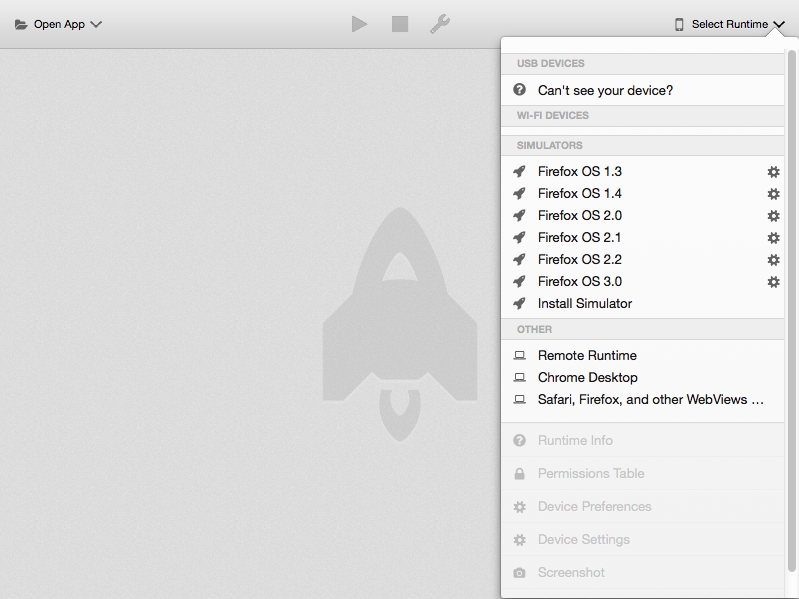 Open App
Select Runtime
USB DEVICES
Can't see your device?
WI-FI DEVICES
SIMULATORS
Firefox OS 1.3
Firefox OS 1.4
Firefox OS 2.0
Firefox OS 2.1
Firefox OS 2.2
Firefox OS 3.0
Install Simulator
OTHER
Remote Runtime
Chrome Desktop
Safari, Firefox, and other WebViews …
Runtime Info
Permissions Table
Device Preferences
Device Settings
Screenshot